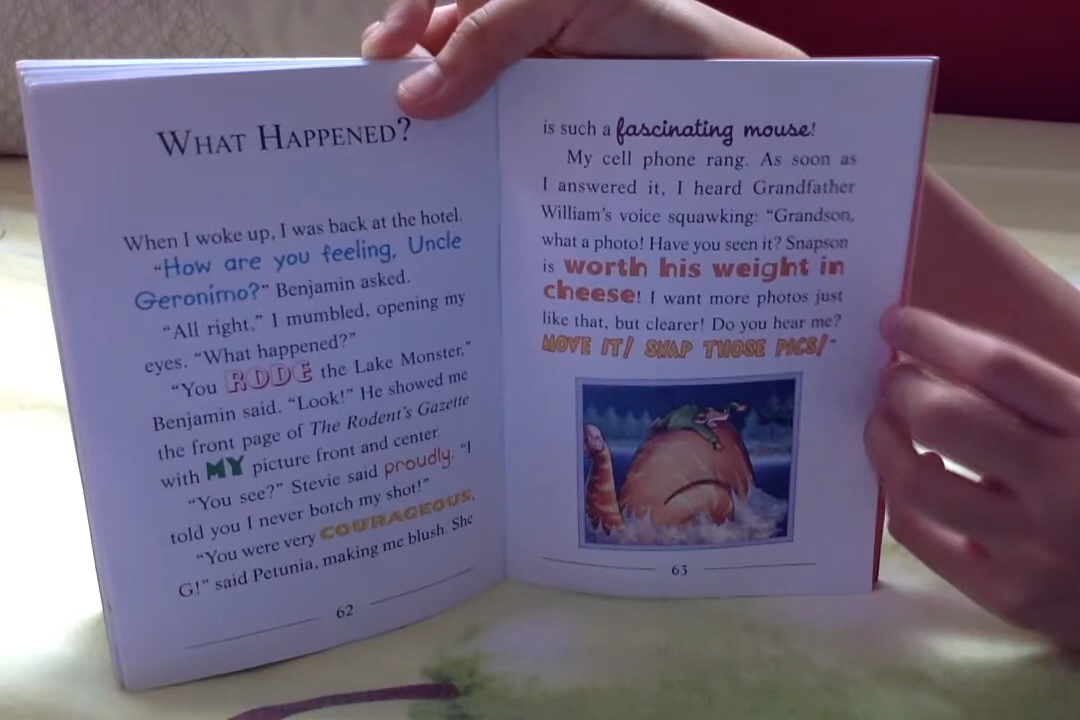 WHAT HAPPENED?
When I woke up, I was back at the hotel.
“How are you feeling, Uncle
Geronimo?” Benjamin asked.
“All right,” I mumbled, opening my
eyes. “What happened?”
“You RODE the Lake Monster,”
Benjamin said. “Look!” He showed me
the front page of The Rodent’s Gazette
with MY picture front and center.
“You see?” Stevie said proudly. “I
told you I never botch my shot!”
“You were very COURAGEOUS,
G!” said Petunia, making me blush. She
62
is such a fascinating mouse!
My cell phone rang. As soon as
I answered it, I heard Grandfather
William’s voice squawking: “Grandson,
what a photo! Have you seen it? Snapson
is worth his weight in
cheese! I want more photos just
like that, but clearer! Do you hear me?
MOVE IT! SNAP THOSE PICS!”
63